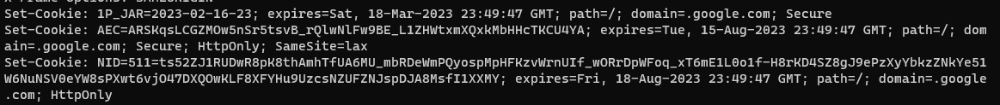 Set-Cookie: 1P_JAR=2023-02-16-23; expires=Sat, 18-Mar-2023 23:49:47 GMT; path=/; domain=.google.com; Secure
Set-Cookie: AEC=ARSKqsLCGZMOw5nSr5tsvB_rQlwNlFw9BE_L1ZHWtxmXQxkMbHHcTKCU4YA; expires=Tue, 15-Aug-2023 23:49:47 GMT; path=/; dom
ain=.google.com; Secure; HttpOnly; SameSite=lax
Set-Cookie: NID=511=ts52ZJ1RUDwR8pK8thAmhTfUA6MU_mbRDeWmPQyospMpHFKzvWrnUIf_wORrDpWFoq_xT6mE1L0o1f-H8rKD4SZ8gJ9ePzXyYbkzZNkYe51
W6NuNSV0eYW8sPXwt6vjO47DXQOwKLF8XFYHu9UzcsNZUFZNJspDJA8MsfI1XXMY; expires=Fri, 18-Aug-2023 23:49:47 GMT; path=/; domain=.google
.com; HttpOnly